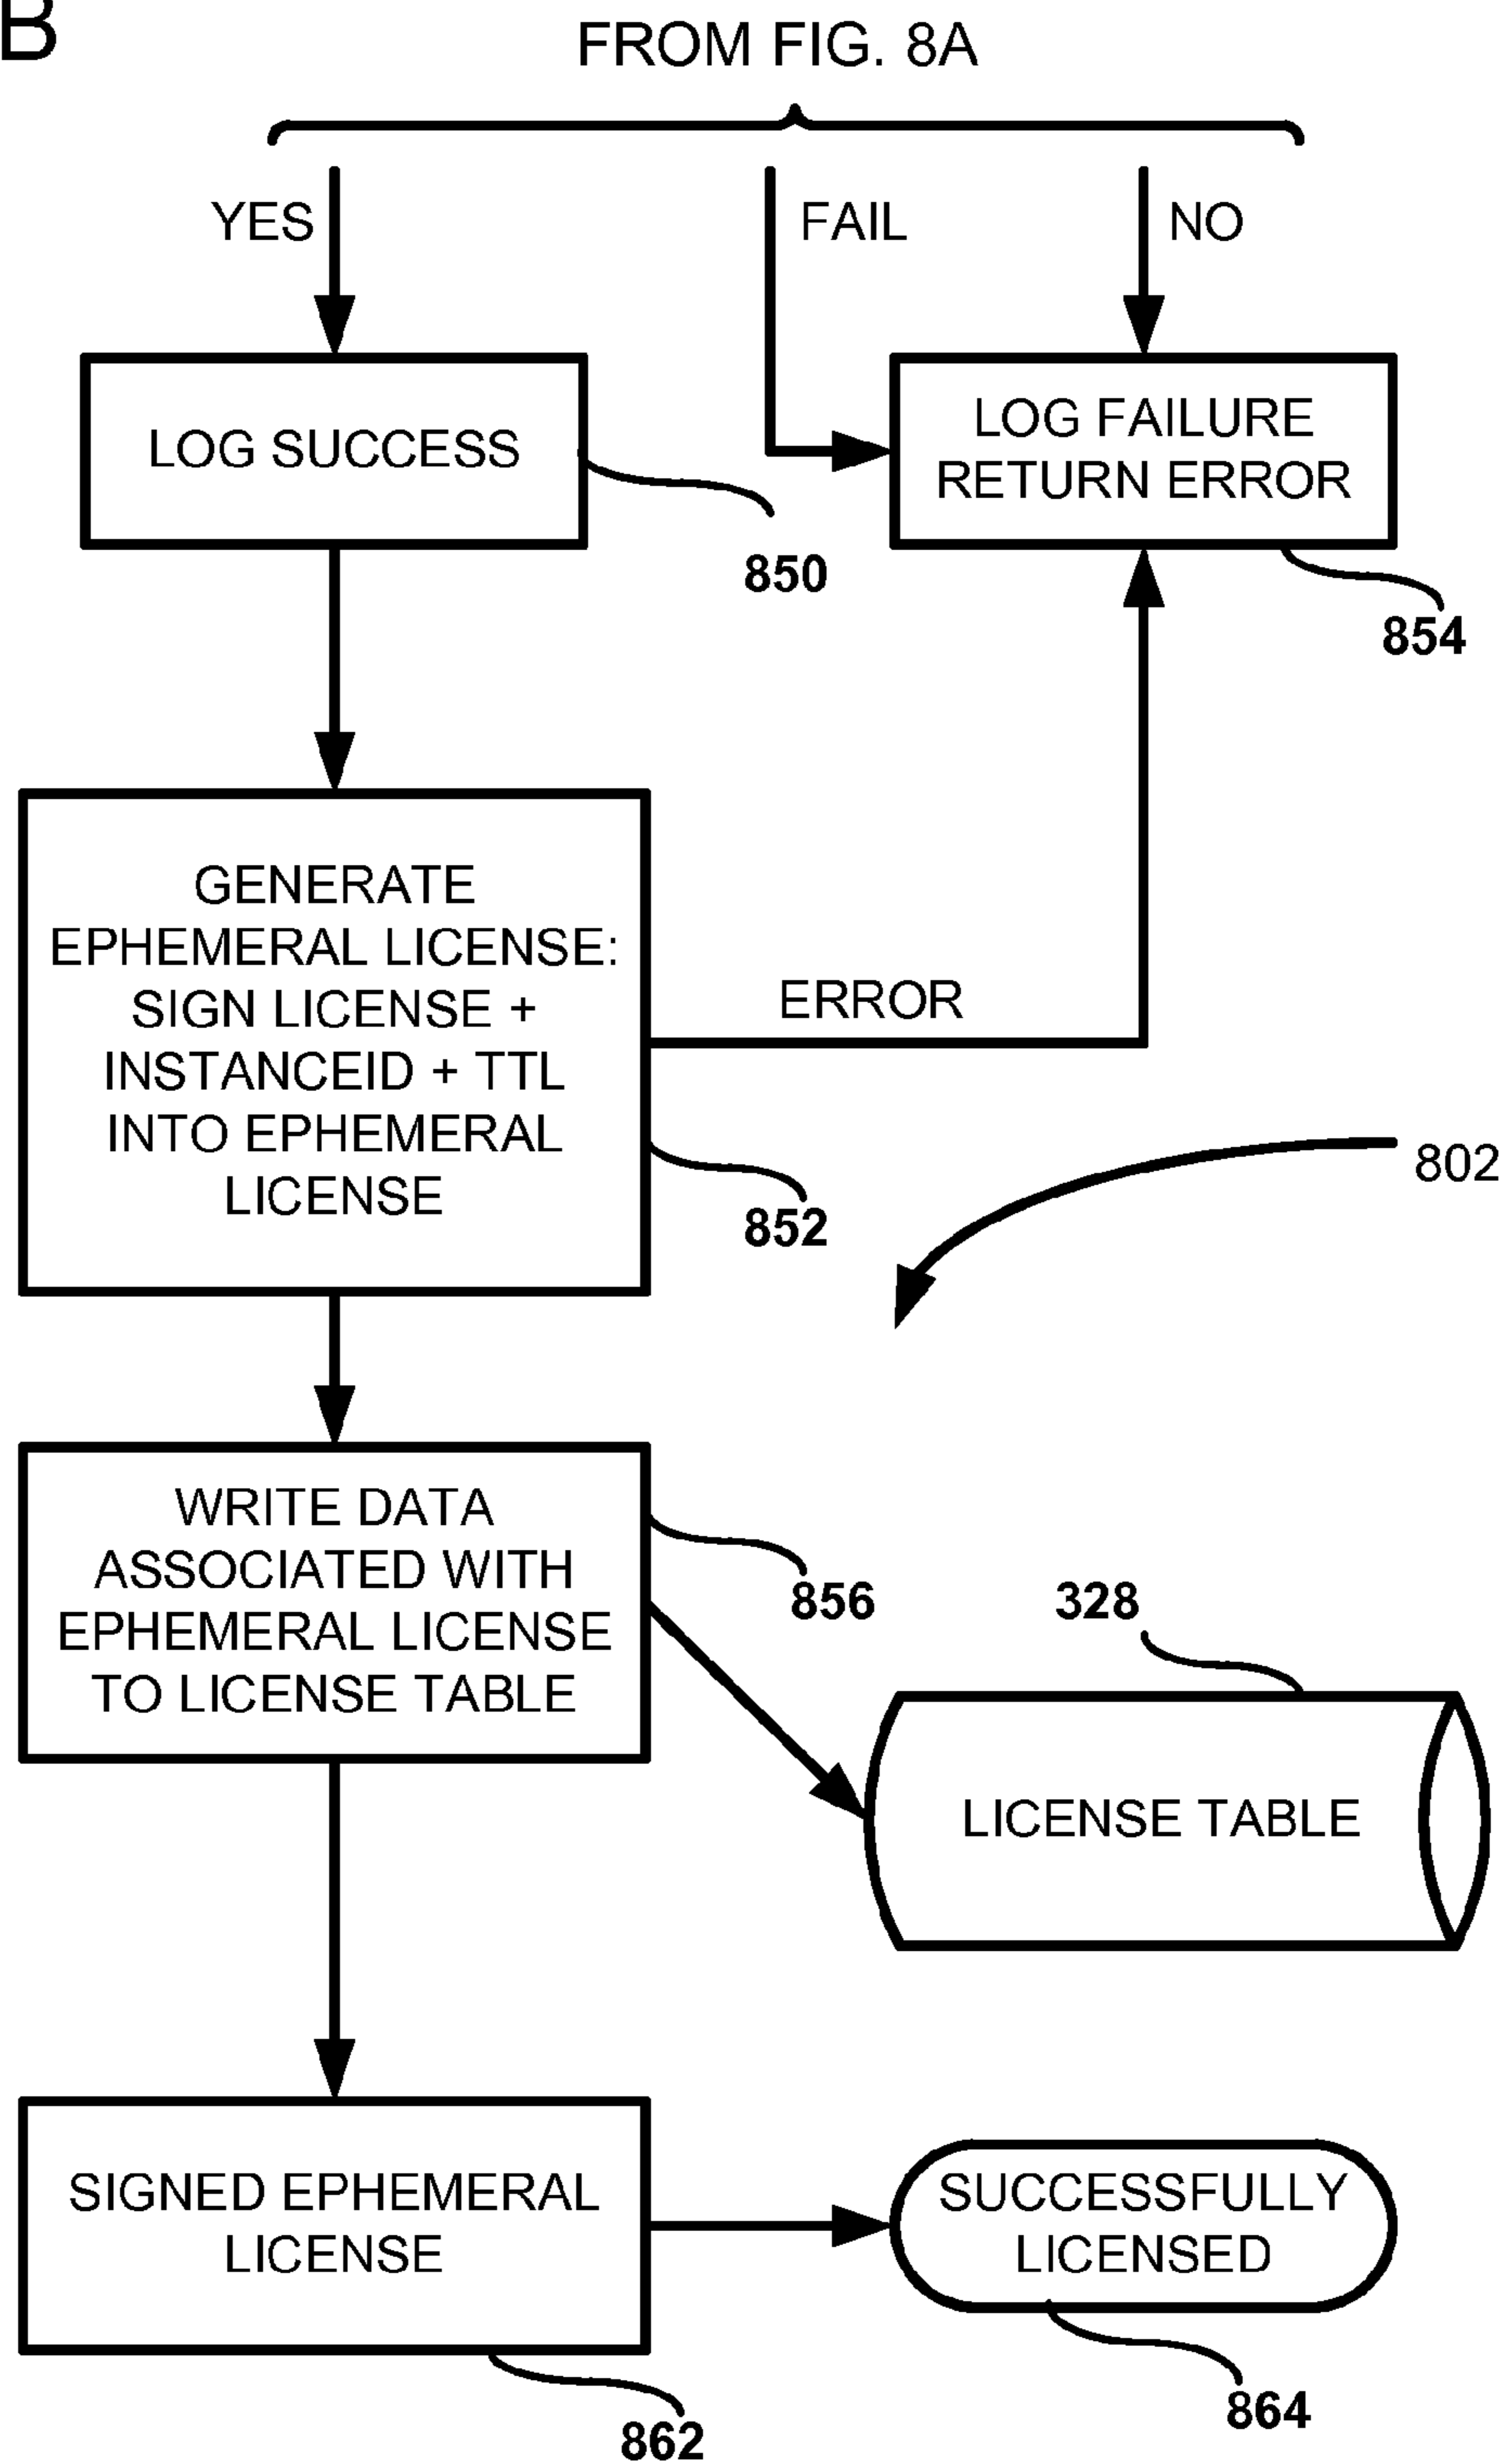 B
FROM FIG. 8A
YES
FAIL
NO
LOG SUCCESS
850
LOG FAILURE
RETURN ERROR
854
GENERATE
EPHEMERAL LICENSE:
SIGN LICENSE +
INSTANCEID + TTL
INTO EPHEMERAL
LICENSE
852
ERROR
802
WRITE DATA
ASSOCIATED WITH
EPHEMERAL LICENSE
TO LICENSE TABLE
856
328
LICENSE TABLE
SIGNED EPHEMERAL
LICENSE
862
SUCCESSFULLY
LICENSED
864